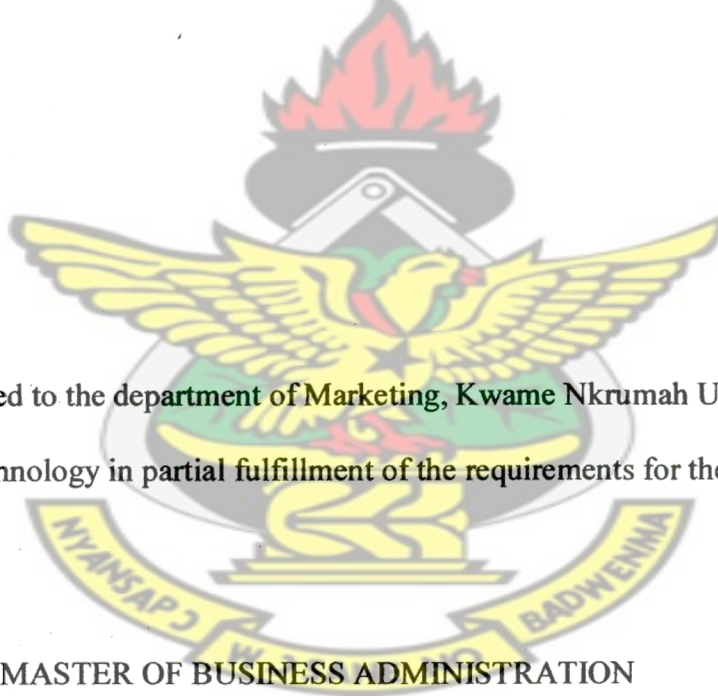 ed to the department of Marketing, Kwame Nkrumah U
nnology in partial fulfillment of the requirements for the
NYANSAPƆ
BADWENMA
MASTER OF BUSINESS ADMINISTRATION